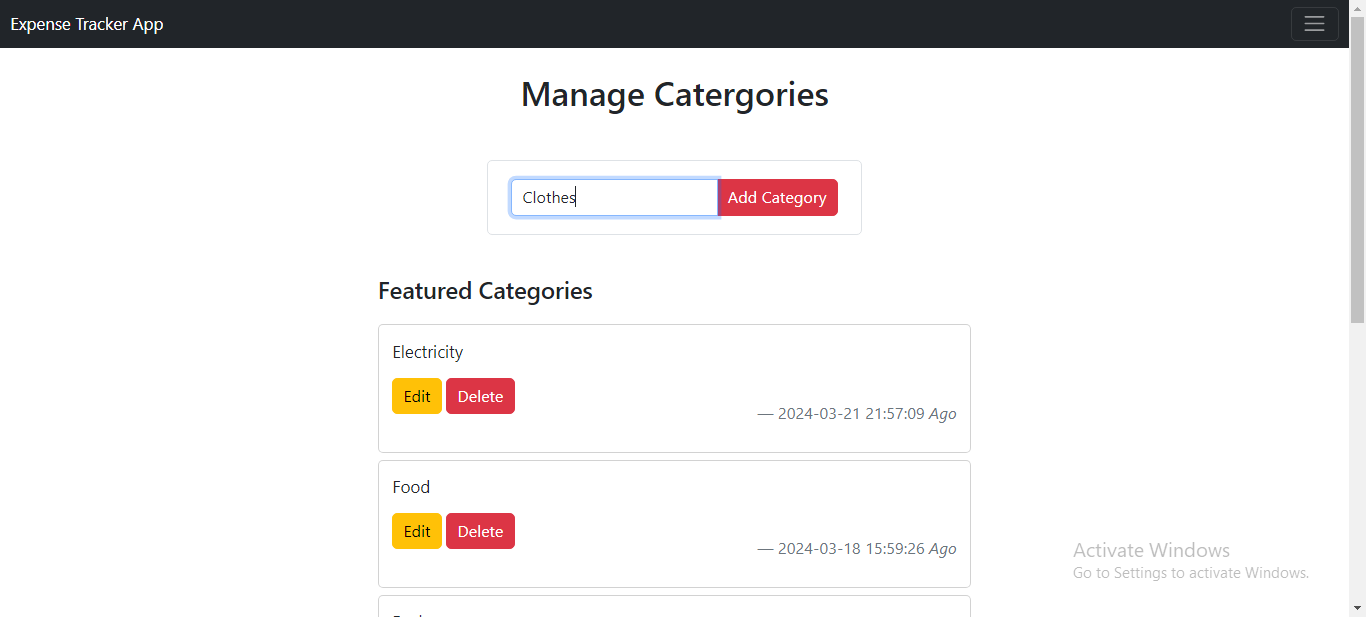 Expense Tracker App
Manage Catergories
Clothes Add Category
Featured Categories
Electricity
Edit Delete
— 2024-03-21 21:57:09 Ago
Food
Edit Delete
— 2024-03-18 15:59:26 Ago
Activate Windows
Go to Settings to activate Windows.